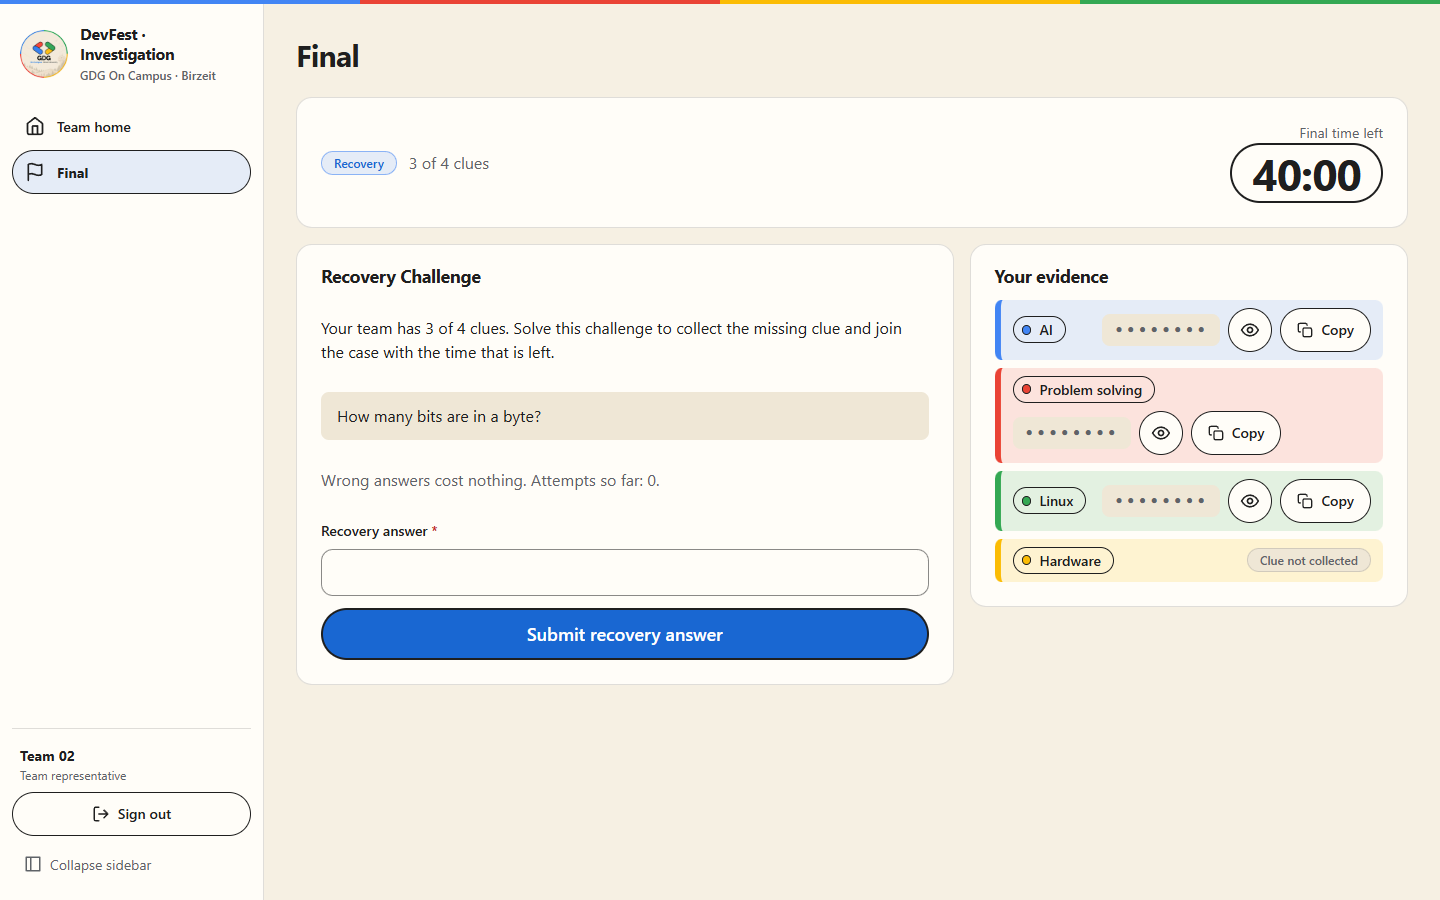 DevFest ·
Investigation
GDG On Campus · Birzeit
Team home
Final
Team 02
Team representative
Sign out
Collapse sidebar
Final
Recovery
3 of 4 clues
Final time left
40:00
Recovery Challenge
Your team has 3 of 4 clues. Solve this challenge to collect the missing clue and join
the case with the time that is left.
How many bits are in a byte?
Wrong answers cost nothing. Attempts so far: 0.
Recovery answer *
Submit recovery answer
Your evidence
AI
•••••••• Copy
Problem solving
•••••••• Copy
Linux
•••••••• Copy
Hardware
Clue not collected